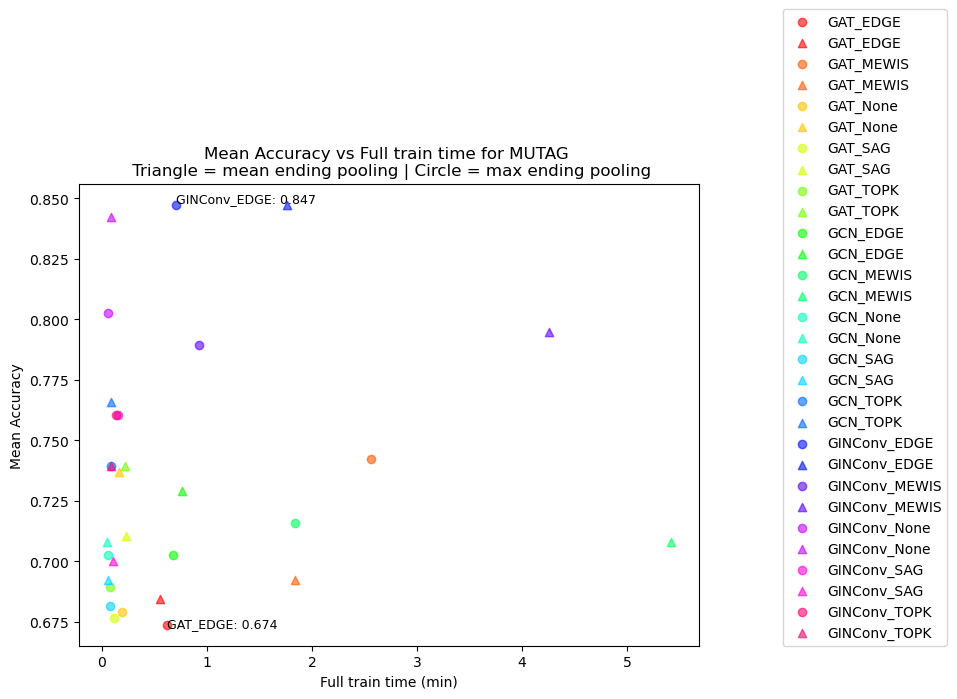 Mean Accuracy vs Full train time for MUTAG
Triangle = mean ending pooling | Circle = max ending pooling
Mean Accuracy
0.850
0.825
0.800
0.775
0.750
0.725
0.700
0.675
GINConv_EDGE: 0.847
GAT_EDGE: 0.674
0
1
2
3
4
5
Full train time (min)
GAT_EDGE
GAT_EDGE
GAT_MEWIS
GAT_MEWIS
GAT_None
GAT_None
GAT_SAG
GAT_SAG
GAT_TOPK
GAT_TOPK
GCN_EDGE
GCN_EDGE
GCN_MEWIS
GCN_MEWIS
GCN_None
GCN_None
GCN_SAG
GCN_SAG
GCN_TOPK
GCN_TOPK
GINConv_EDGE
GINConv_EDGE
GINConv_MEWIS
GINConv_MEWIS
GINConv_None
GINConv_None
GINConv_SAG
GINConv_SAG
GINConv_TOPK
GINConv_TOPK